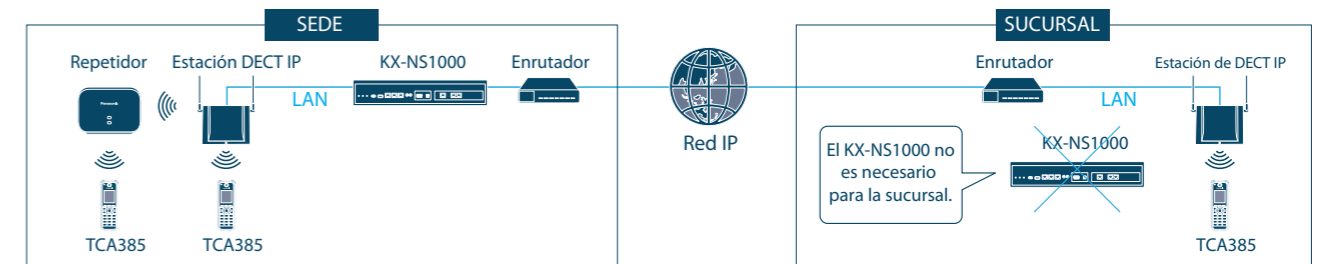 SEDE
SUCURSAL
Repetidor
Estación DECT IP
KX-NS1000
Enrutador
Enrutador
Estación de DECT IP
Panasonic
LAN
LAN
Red IP
El KX-NS1000 no
es necesario
para la sucursal.
KX-NS1000
TCA385
TCA385
TCA385